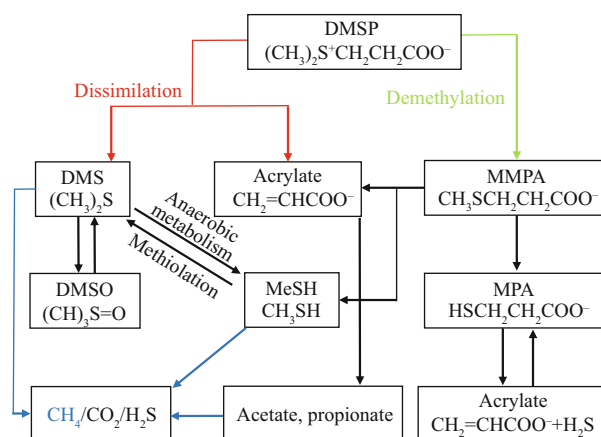 DMSP
(CH₃)₂S⁺CH₂CH₂COO⁻
Dissimilation
Demethylation
DMS
(CH₃)₂S
Acrylate
CH₂=CHCOO⁻
MMPA
CH₃SCH₂CH₂COO⁻
Anaerobic
metabolism
Methiolation
DMSO
(CH)₃S=O
MeSH
CH₃SH
MPA
HSCH₂CH₂COO⁻
CH₄/CO₂/H₂S
Acetate, propionate
Acrylate
CH₂=CHCOO⁻+H₂S